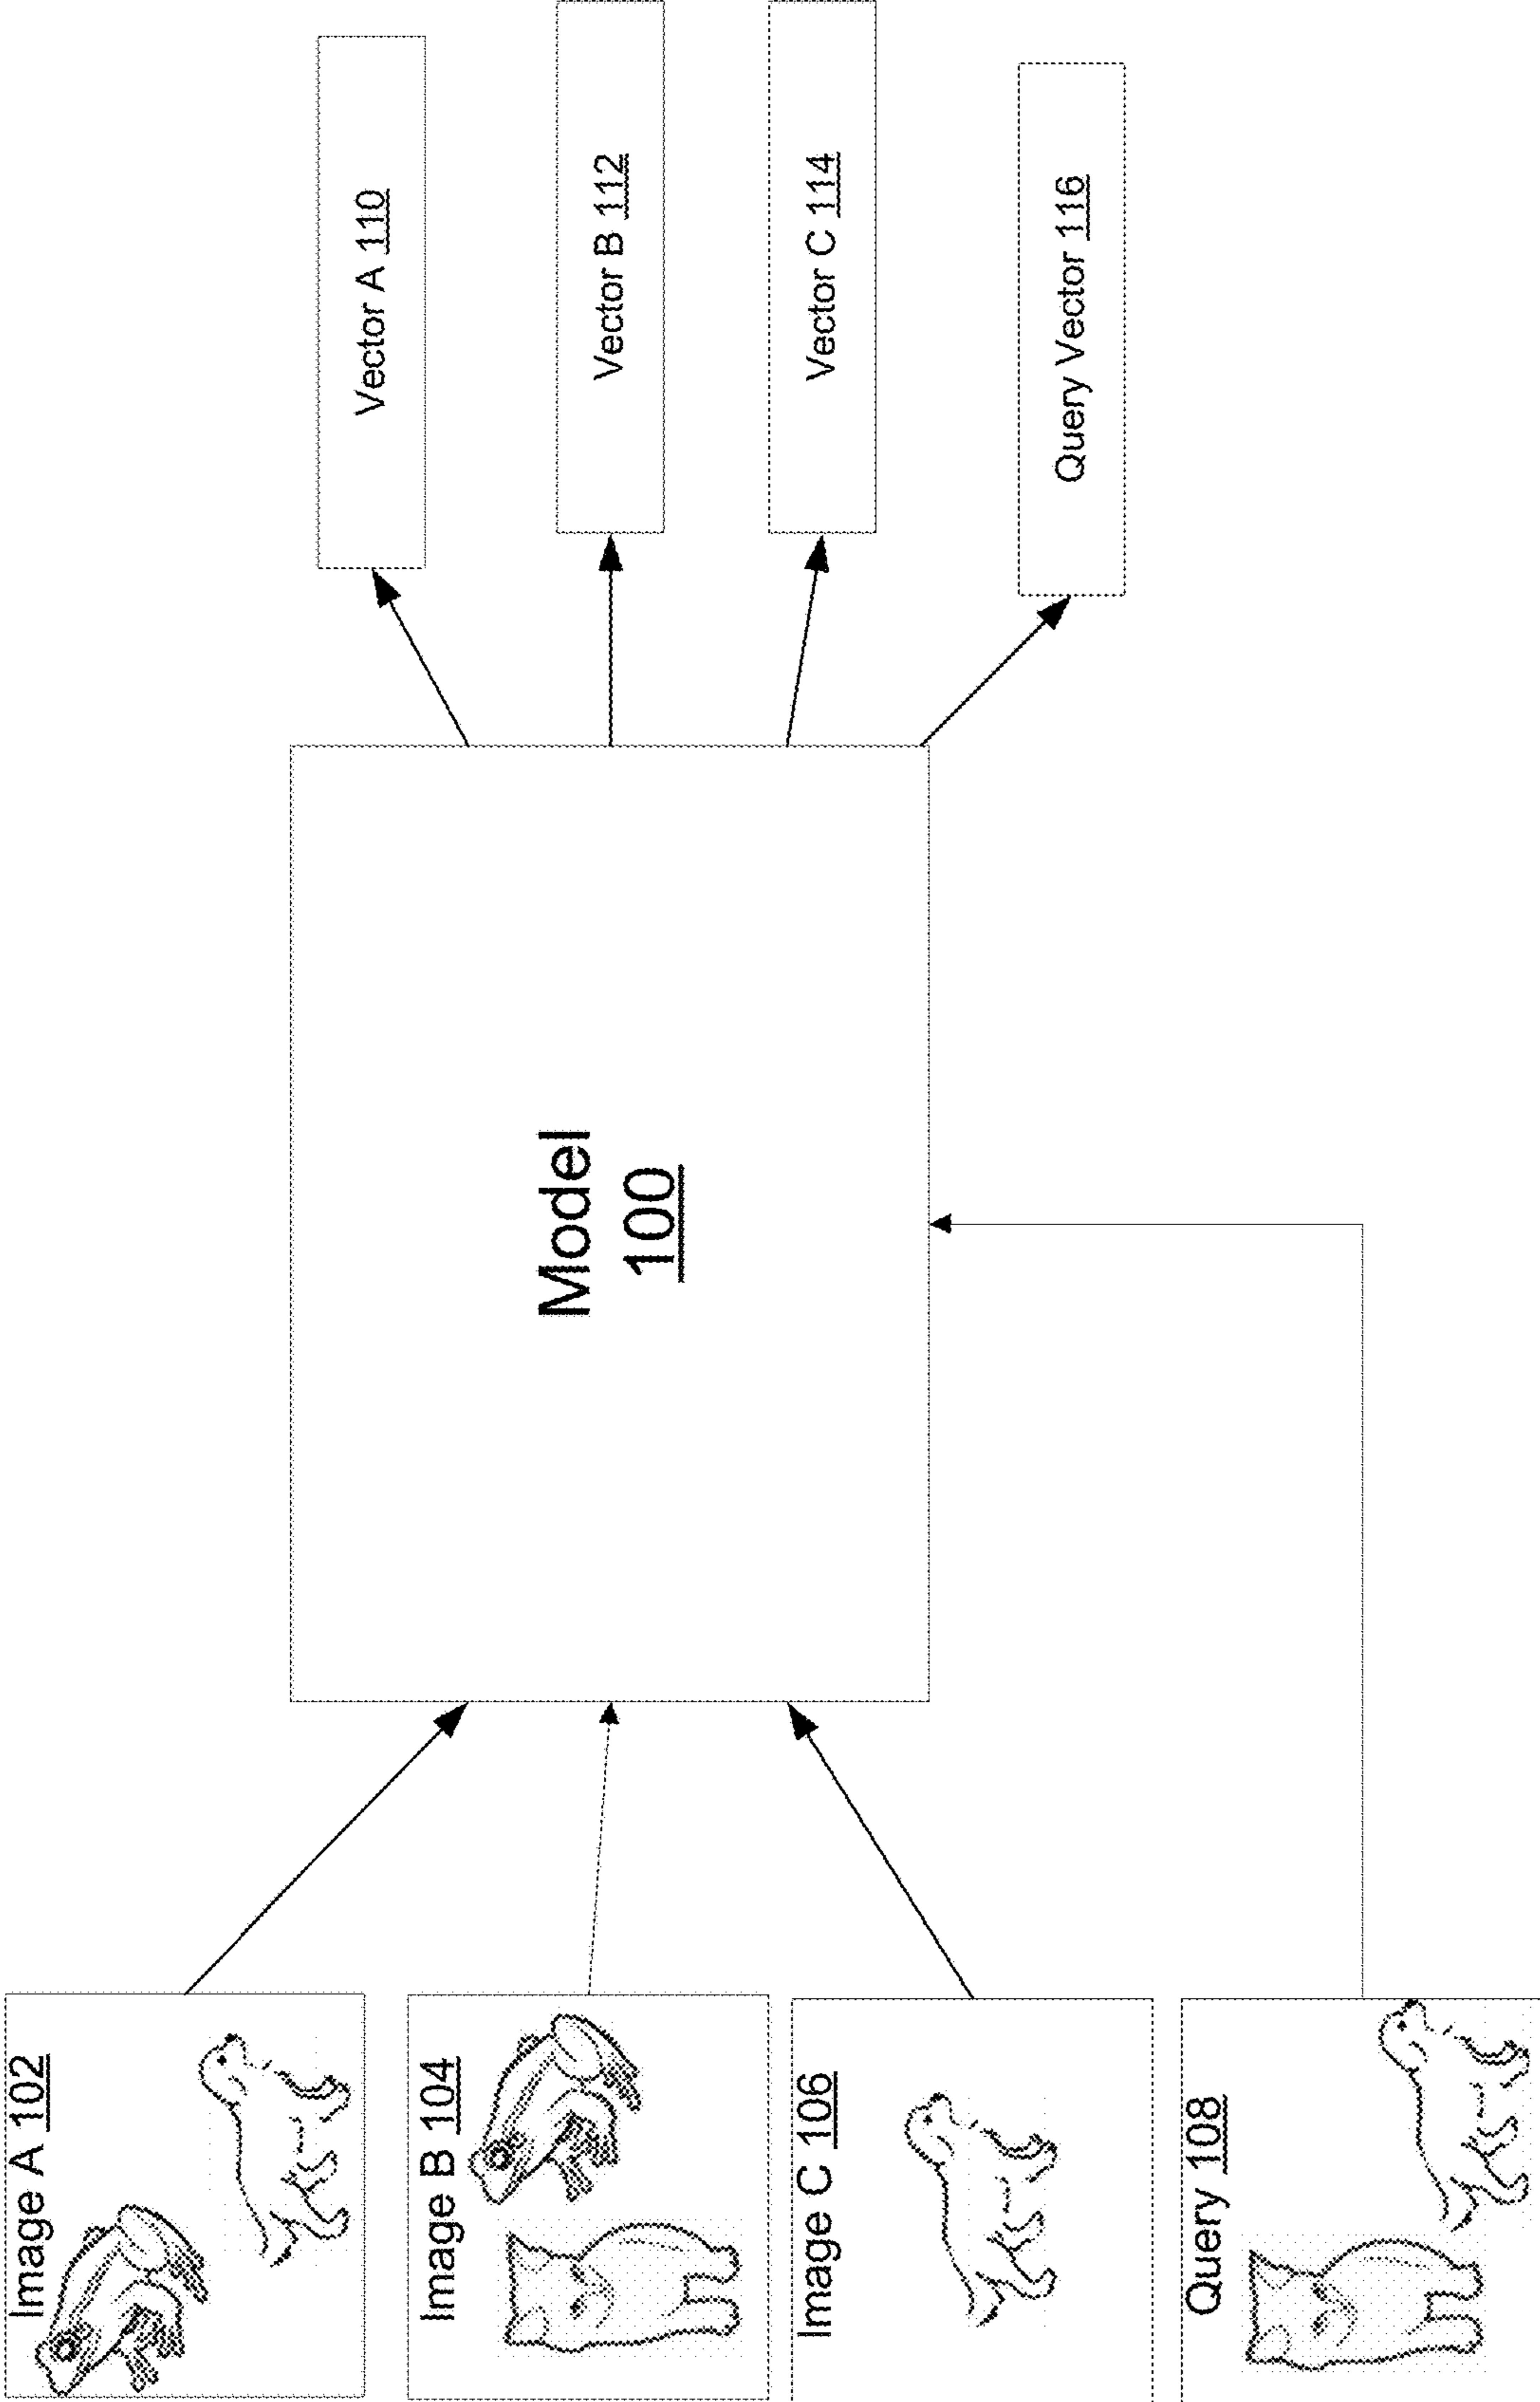 Image A 102
Image B 104
Image C 106
Query 108
Model
100
Vector A 110
Vector B 112
Vector C 114
Query Vector 116